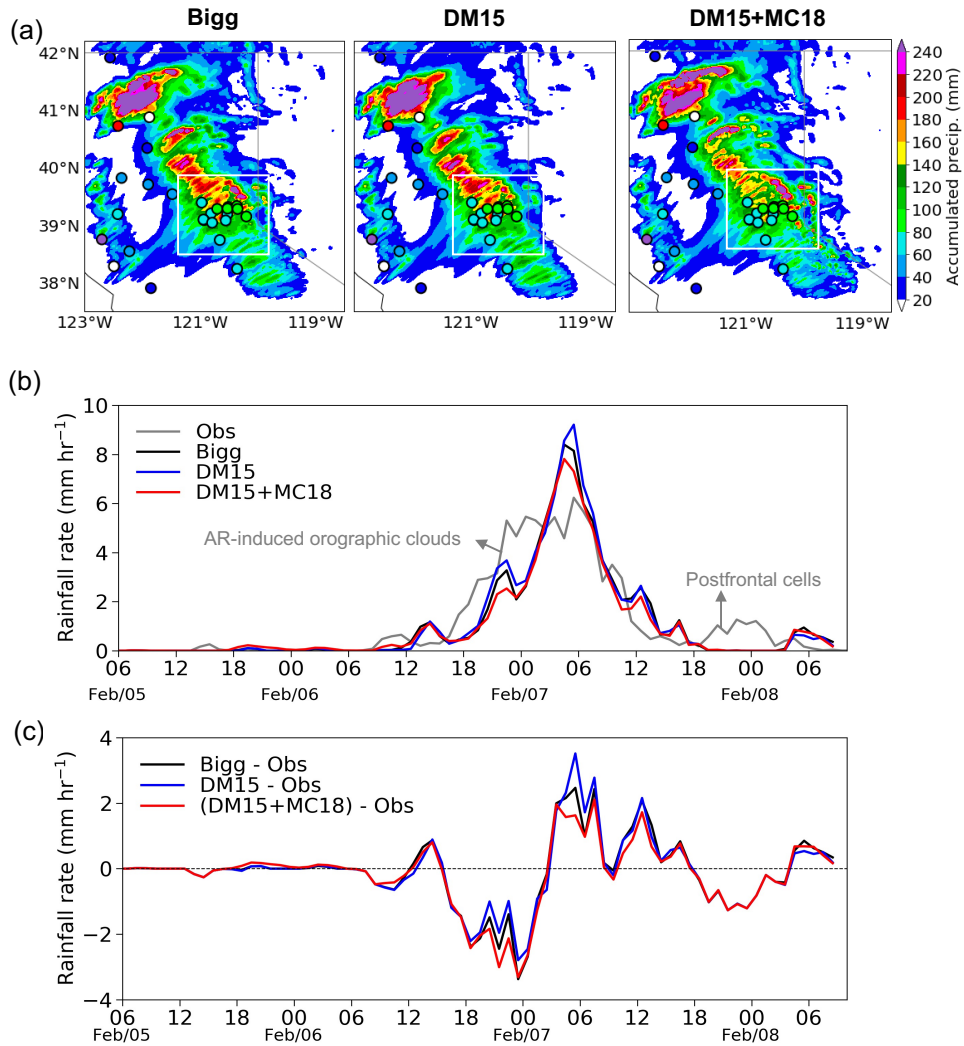 Bigg DM15 DM15+MC18
(a)
42°N
41°N
40°N
39°N
38°N
123°W 121°W 119°W 121°W 119°W 121°W 119°W
240
220
200
180
160
140
120
100
80
60
40
20
Accumulated precip. (mm)
(b)
Rainfall rate (mm hr⁻¹)
10
8
6
4
2
0
Obs
Bigg
DM15
DM15+MC18
AR-induced orographic clouds
Postfrontal cells
06 12 18 00 06 12 18 00 06 12 18 00 06
Feb/05 Feb/06 Feb/07 Feb/08
(c)
Rainfall rate (mm hr⁻¹)
4
2
0
−2
−4
Bigg - Obs
DM15 - Obs
(DM15+MC18) - Obs
06 12 18 00 06 12 18 00 06 12 18 00 06
Feb/05 Feb/06 Feb/07 Feb/08